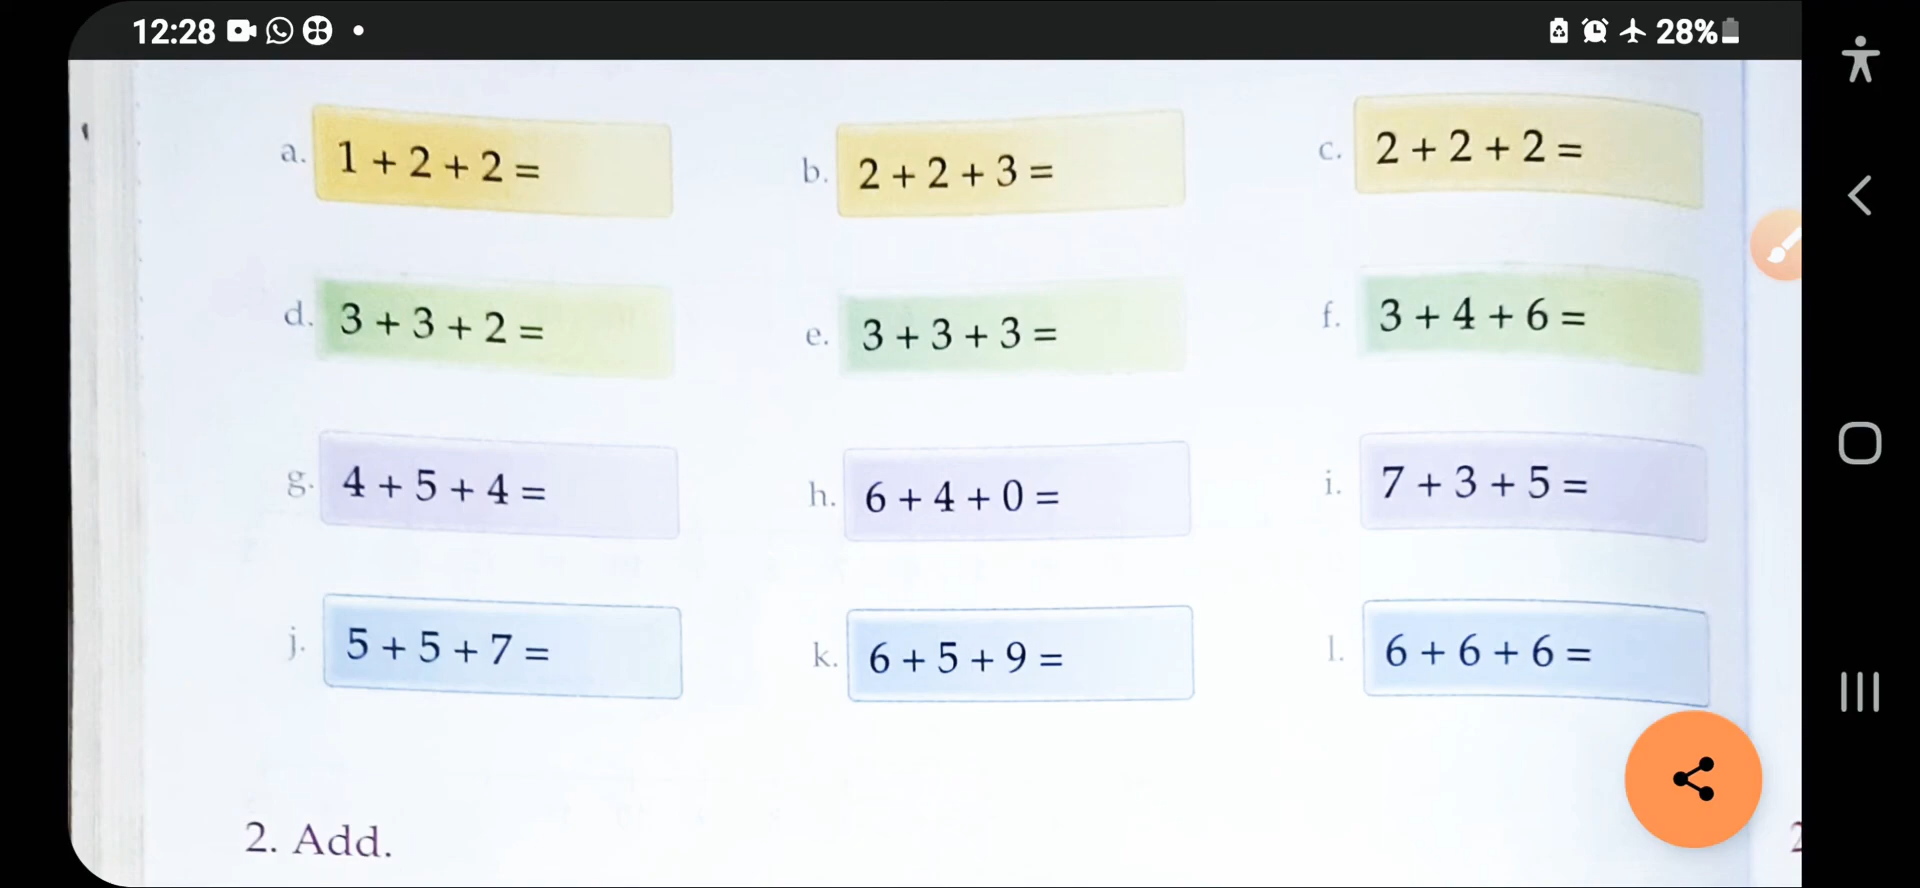 12:28
28%
a. 1 + 2 + 2 =
b. 2 + 2 + 3 =
c. 2 + 2 + 2 =
d. 3 + 3 + 2 =
e. 3 + 3 + 3 =
f. 3 + 4 + 6 =
g. 4 + 5 + 4 =
h. 6 + 4 + 0 =
i. 7 + 3 + 5 =
j. 5 + 5 + 7 =
k. 6 + 5 + 9 =
l. 6 + 6 + 6 =
2. Add.